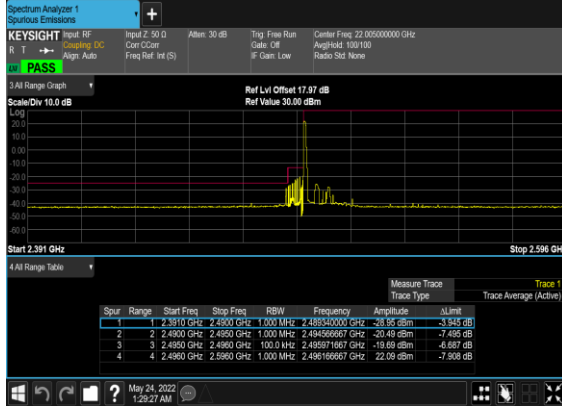 Spectrum Analyzer 1
Spurious Emissions
+
KEYSIGHT Input: RF Input Z: 50 Ω Atten: 30 dB Trig: Free Run Center Freq: 22.005000000 GHz
R T Coupling: DC Corr CCorr Gate: Off Avg|Hold: 100/100
Align: Auto Freq Ref: Int (S) IF Gain: Low Radio Std: None
PASS
3 All Range Graph Ref Lvl Offset 17.97 dB
Scale/Div 10.0 dB Ref Value 30.00 dBm
Log
20.0
10.0
0.00
-10.0
-20.0
-30.0
-40.0
-50.0
-60.0
Start 2.391 GHz Stop 2.596 GH
4 All Range Table
Measure Trace Trace 1
Trace Type Trace Average (Active)
Spur Range Start Freq Stop Freq RBW Frequency Amplitude ΔLimit
1 1 2.3910 GHz 2.4900 GHz 1.000 MHz 2.489340000 GHz -28.95 dBm -3.945 dB
2 2 2.4900 GHz 2.4950 GHz 1.000 MHz 2.494566667 GHz -20.49 dBm -7.495 dB
3 3 2.4950 GHz 2.4960 GHz 100.0 kHz 2.495971667 GHz -19.69 dBm -6.687 dB
4 4 2.4960 GHz 2.5960 GHz 1.000 MHz 2.496166667 GHz 22.09 dBm -7.908 dB
? May 24, 2022
1:29:27 AM